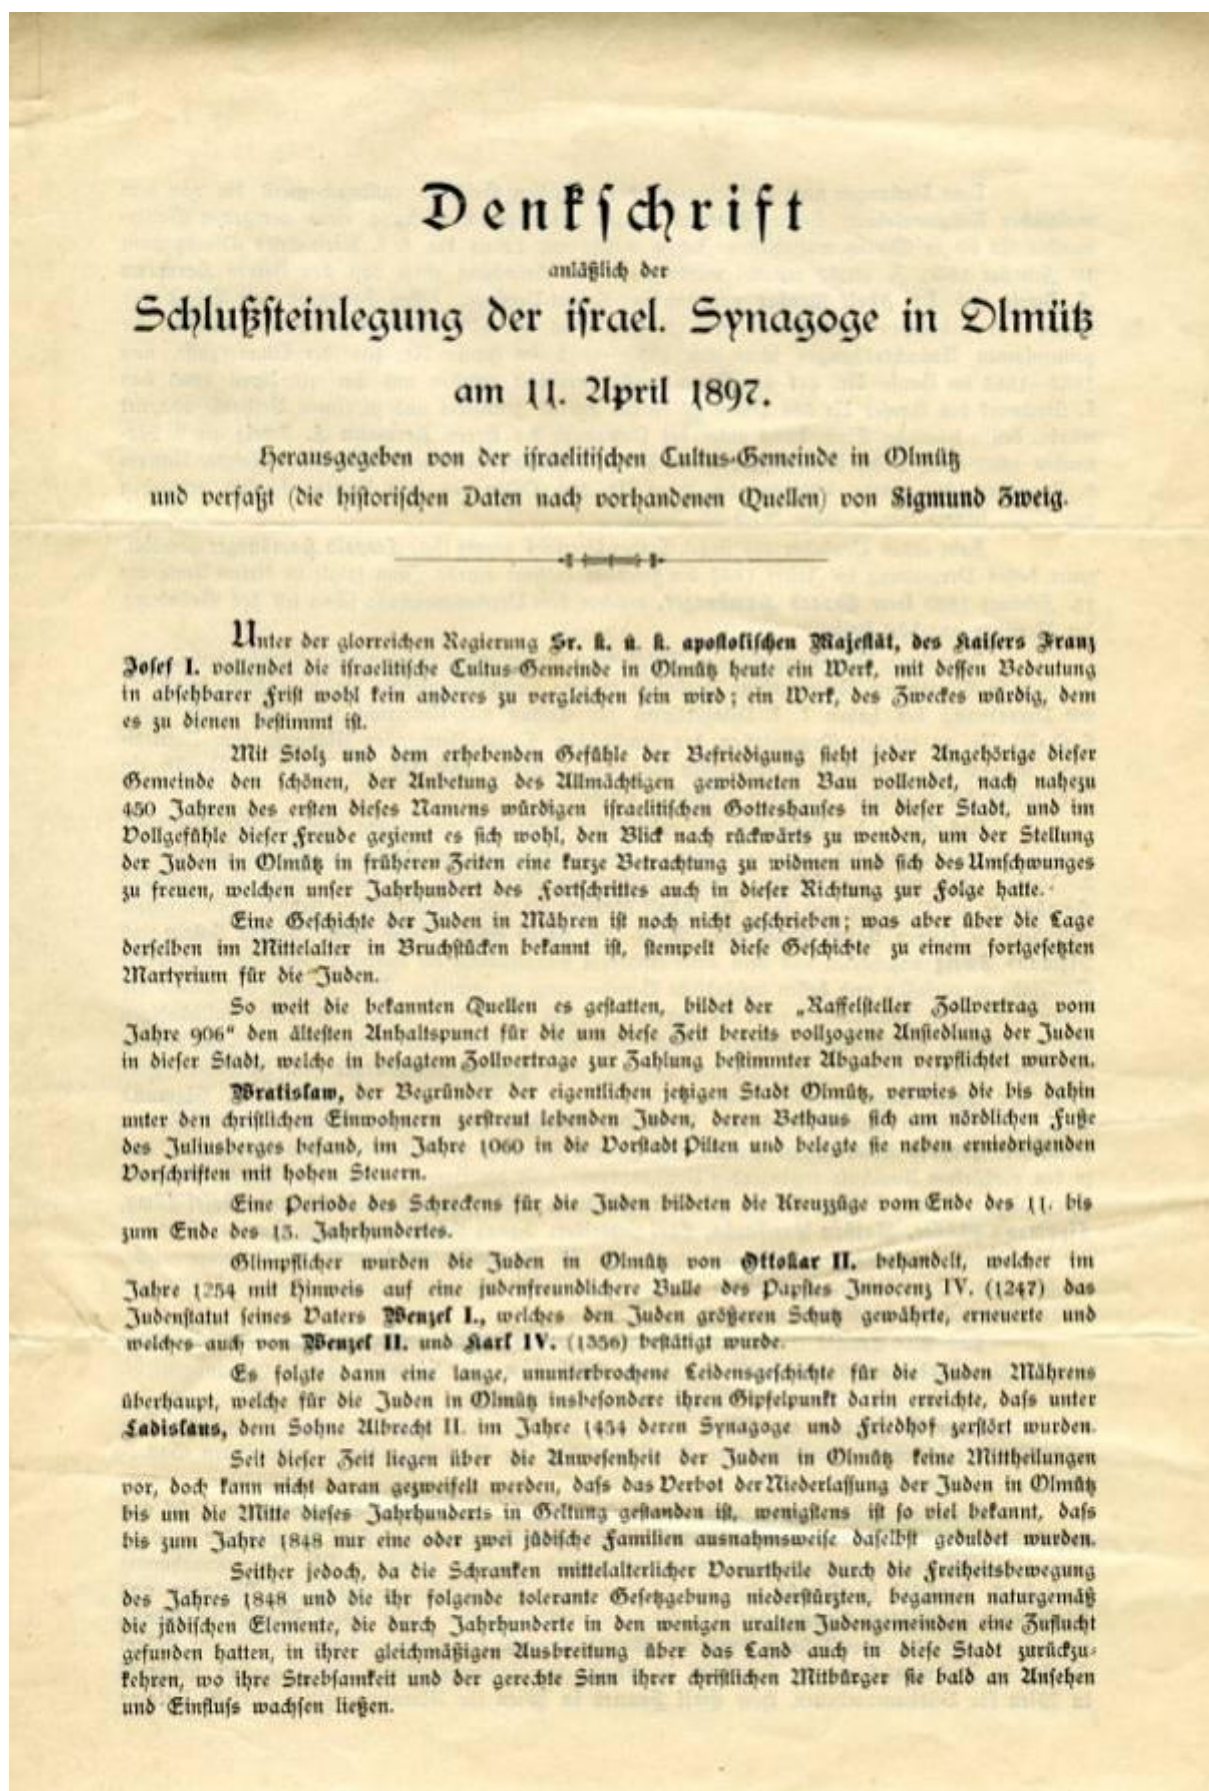 Denkschrift
anläßlich der
Schlußsteinlegung der israel. Synagoge in Olmütz
am 11. April 1897.
Herausgegeben von der israelitischen Cultus-Gemeinde in Olmütz
und verfaßt (die historischen Daten nach vorhandenen Quellen) von Sigmund Zweig.
Unter der glorreichen Regierung Sr. k. u. k. apostolischen Majestät, des Kaisers Franz
Josef I. vollendet die israelitische Cultus-Gemeinde in Olmütz heute ein Werk, mit dessen Bedeutung
in absehbarer Frist wohl kein anderes zu vergleichen sein wird; ein Werk, des Zweckes würdig, dem
es zu dienen bestimmt ist.
Mit Stolz und dem erhebenden Gefühle der Befriedigung sieht jeder Angehörige dieser
Gemeinde den schönen, der Anbetung des Allmächtigen gewidmeten Bau vollendet, nach nahezu
450 Jahren des ersten dieses Namens würdigen israelitischen Gotteshauses in dieser Stadt, und im
Vollgefühle dieser Freude geziemt es sich wohl, den Blick nach rückwärts zu wenden, um der Stellung
der Juden in Olmütz in früheren Zeiten eine kurze Betrachtung zu widmen und sich des Umschwunges
zu freuen, welchen unser Jahrhundert des Fortschrittes auch in dieser Richtung zur Folge hatte.
Eine Geschichte der Juden in Mähren ist noch nicht geschrieben; was aber über die Lage
derselben im Mittelalter in Bruchstücken bekannt ist, stempelt diese Geschichte zu einem fortgesetzten
Martyrium für die Juden.
So weit die bekannten Quellen es gestatten, bildet der „Raffelsteller Zollvertrag vom
Jahre 906" den ältesten Anhaltspunct für die um diese Zeit bereits vollzogene Ansiedlung der Juden
in dieser Stadt, welche in besagtem Zollvertrage zur Zahlung bestimmter Abgaben verpflichtet wurden.
Wratislaw, der Begründer der eigentlichen jetzigen Stadt Olmütz, verwies die bis dahin
unter den christlichen Einwohnern zerstreut lebenden Juden, deren Bethaus sich am nördlichen Fuße
des Juliusberges befand, im Jahre 1060 in die Vorstadt Pilten und belegte sie neben erniedrigenden
Vorschriften mit hohen Steuern.
Eine Periode des Schreckens für die Juden bildeten die Kreuzzüge vom Ende des 11. bis
zum Ende des 13. Jahrhundertes.
Glimpflicher wurden die Juden in Olmütz von Ottokar II. behandelt, welcher im
Jahre 1254 mit Hinweis auf eine judenfreundlichere Bulle des Papstes Innocenz IV. (1247) das
Judenstatut seines Vaters Wenzel I., welches den Juden größeren Schutz gewährte, erneuerte und
welches auch von Wenzel II. und Karl IV. (1356) bestätigt wurde.
Es folgte dann eine lange, ununterbrochene Leidensgeschichte für die Juden Mährens
überhaupt, welche für die Juden in Olmütz insbesondere ihren Gipfelpunkt darin erreichte, dass unter
Ladislaus, dem Sohne Albrecht II. im Jahre 1454 deren Synagoge und Friedhof zerstört wurden.
Seit dieser Zeit liegen über die Anwesenheit der Juden in Olmütz keine Mittheilungen
vor, doch kann nicht daran gezweifelt werden, dass das Verbot der Niederlassung der Juden in Olmütz
bis um die Mitte dieses Jahrhunderts in Geltung gestanden ist, wenigstens ist so viel bekannt, dass
bis zum Jahre 1848 nur eine oder zwei jüdische Familien ausnahmsweise daselbst geduldet wurden.
Seither jedoch, da die Schranken mittelalterlicher Vorurtheile durch die Freiheitsbewegung
des Jahres 1848 und die ihr folgende tolerante Gesetzgebung niederstürzten, begannen naturgemäß
die jüdischen Elemente, die durch Jahrhunderte in den wenigen uralten Judengemeinden eine Zuflucht
gefunden hatten, in ihrer gleichmäßigen Ausbreitung über das Land auch in diese Stadt zurückzu-
kehren, wo ihre Strebsamkeit und der gerechte Sinn ihrer christlichen Mitbürger sie bald an Ansehen
und Einfluss wachsen ließen.